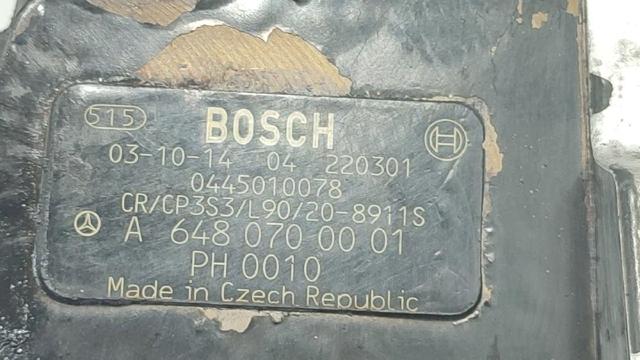 515 BOSCH
03-10-14 04 220301
0445010078
CR/CP3S3/L90/20-8911S
A 648 070 00 01
PH 0010
Made in Czech Republic